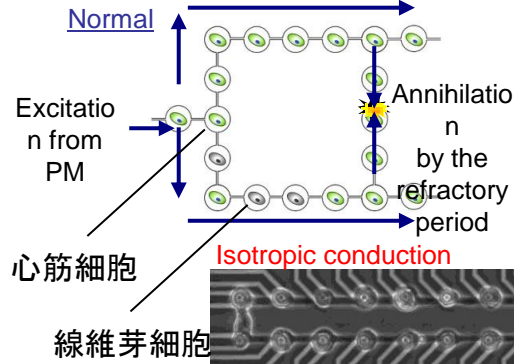 Normal
Excitatio
n from
PM
Annihilatio
n
by the
refractory
period
Isotropic conduction
心筋細胞
線維芽細胞